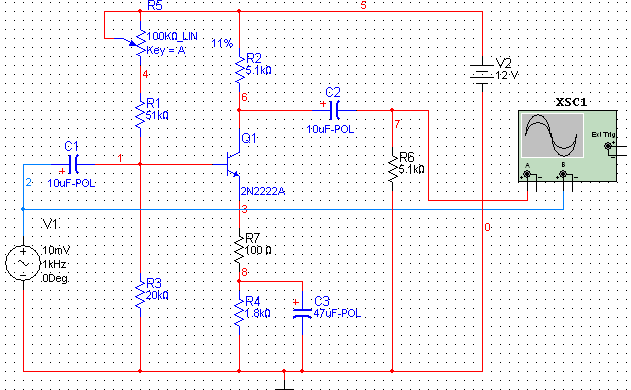 R5
5
100KΩ_LIN
Key = A
11%
4
R2
5.1kΩ
V2
12 V
XSC1
Ext Trig
A
B
R1
51kΩ
6
C2
10uF-POL
7
Q1
2N2222A
C1
10uF-POL
1
2
R6
5.1kΩ
3
V1
10mV
1kHz
0Deg
R7
100 Ω
0
8
R3
20kΩ
R4
1.8kΩ
C3
47uF-POL